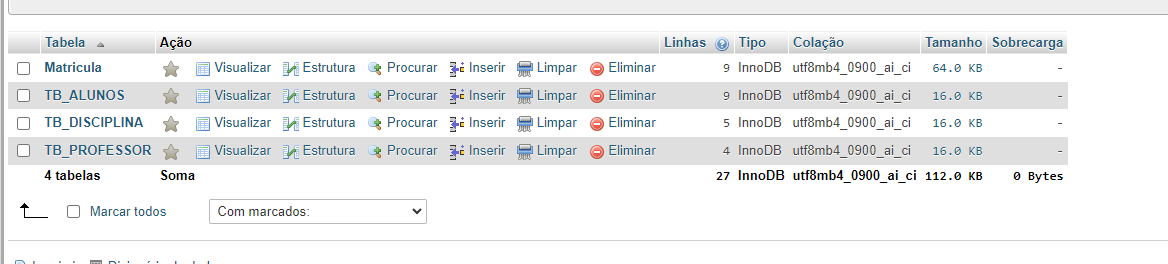 Tabela Ação Linhas Tipo Colação Tamanho Sobrecarga
Matricula Visualizar Estrutura Procurar Inserir Limpar Eliminar 9 InnoDB utf8mb4_0900_ai_ci 64.0 KB -
TB_ALUNOS Visualizar Estrutura Procurar Inserir Limpar Eliminar 9 InnoDB utf8mb4_0900_ai_ci 16.0 KB -
TB_DISCIPLINA Visualizar Estrutura Procurar Inserir Limpar Eliminar 5 InnoDB utf8mb4_0900_ai_ci 16.0 KB -
TB_PROFESSOR Visualizar Estrutura Procurar Inserir Limpar Eliminar 4 InnoDB utf8mb4_0900_ai_ci 16.0 KB -
4 tabelas Soma 27 InnoDB utf8mb4_0900_ai_ci 112.0 KB 0 Bytes
Marcar todos Com marcados: